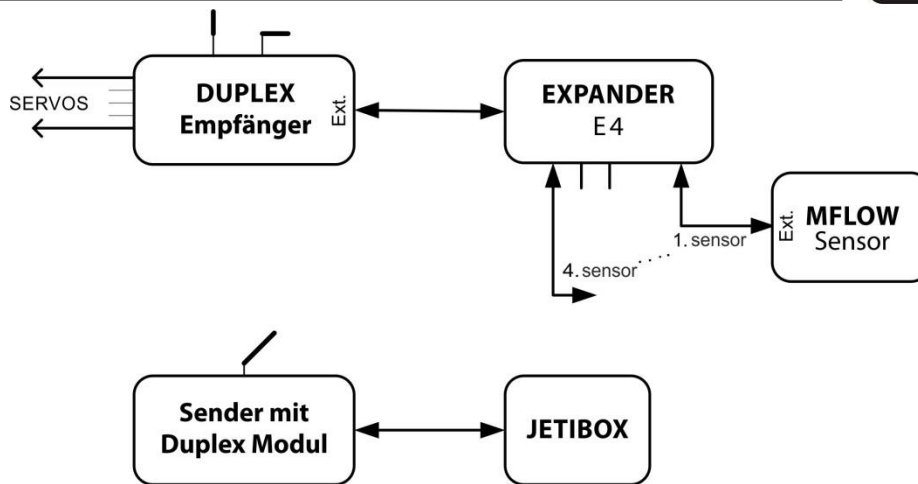 SERVOS
DUPLEX
Empfänger
Ext.
EXPANDER
E4
1. sensor
4. sensor
Ext.
MFLOW
Sensor
Sender mit
Duplex Modul
JETIBOX